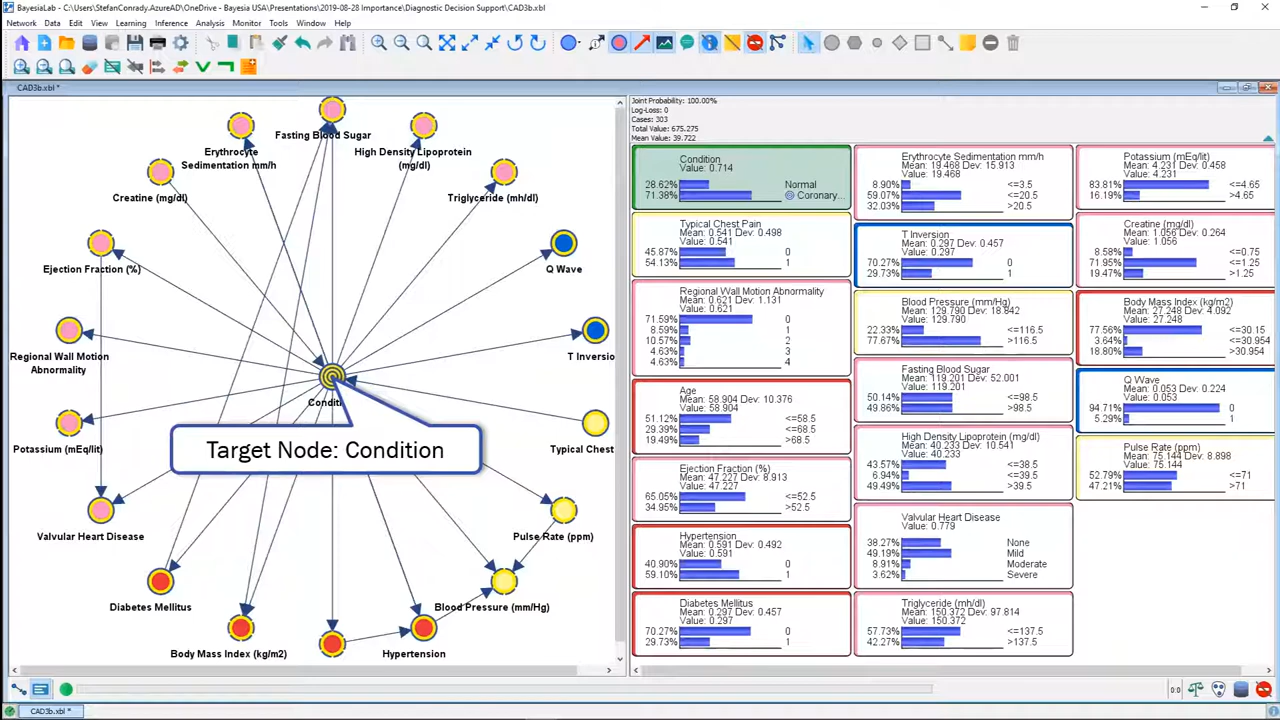 BayesiaLab - C:\Users\StefanConrady.AzureAD\OneDrive - Bayesia USA\Presentations\2019-08-28 Importance\Diagnostic Decision Support\CAD3b.xbl
Network Data Edit View Learning Inference Analysis Monitor Tools Window Help
CAD3b.xbl *
Fasting Blood Sugar
Erythrocyte
Sedimentation mm/h
High Density Lipoprotein
(mg/dl)
Creatine (mg/dl)
Triglyceride (mh/dl)
Ejection Fraction (%)
Q Wave
Regional Wall Motion
Abnormality
T Inversio
Conditi
Potassium (mEq/lit)
Typical Chest
Target Node: Condition
Valvular Heart Disease
Pulse Rate (ppm)
Diabetes Mellitus
Blood Pressure (mm/Hg)
Body Mass Index (kg/m2)
Hypertension
Joint Probability: 100.00%
Log-Loss: 0
Cases: 303
Total Value: 675.275
Mean Value: 39.722
Condition
Value: 0.714
28.62% Normal
71.38% Coronary...
Typical Chest Pain
Mean: 0.541 Dev: 0.498
Value: 0.541
45.87% 0
54.13% 1
Regional Wall Motion Abnormality
Mean: 0.621 Dev: 1.131
Value: 0.621
71.59% 0
8.59% 1
10.57% 2
4.63% 3
4.63% 4
Age
Mean: 58.904 Dev: 10.376
Value: 58.904
51.12% <=58.5
29.39% <=68.5
19.49% >68.5
Ejection Fraction (%)
Mean: 47.227 Dev: 8.913
Value: 47.227
65.05% <=52.5
34.95% >52.5
Hypertension
Mean: 0.591 Dev: 0.492
Value: 0.591
40.90% 0
59.10% 1
Diabetes Mellitus
Mean: 0.297 Dev: 0.457
Value: 0.297
70.27% 0
29.73% 1
Erythrocyte Sedimentation mm/h
Mean: 19.468 Dev: 15.913
Value: 19.468
8.90% <=3.5
59.07% <=20.5
32.03% >20.5
T Inversion
Mean: 0.297 Dev: 0.457
Value: 0.297
70.27% 0
29.73% 1
Blood Pressure (mm/Hg)
Mean: 129.790 Dev: 18.842
Value: 129.790
22.33% <=116.5
77.67% >116.5
Fasting Blood Sugar
Mean: 119.201 Dev: 52.001
Value: 119.201
50.14% <=98.5
49.86% >98.5
High Density Lipoprotein (mg/dl)
Mean: 40.233 Dev: 10.541
Value: 40.233
43.57% <=38.5
6.94% <=39.5
49.49% >39.5
Valvular Heart Disease
Value: 0.779
38.27% None
49.19% Mild
8.91% Moderate
3.62% Severe
Triglyceride (mh/dl)
Mean: 150.372 Dev: 97.814
Value: 150.372
57.73% <=137.5
42.27% >137.5
Potassium (mEq/lit)
Mean: 4.231 Dev: 0.458
Value: 4.231
83.81% <=4.65
16.19% >4.65
Creatine (mg/dl)
Mean: 1.056 Dev: 0.264
Value: 1.056
8.58% <=0.75
71.95% <=1.25
19.47% >1.25
Body Mass Index (kg/m2)
Mean: 27.248 Dev: 4.092
Value: 27.248
77.56% <=30.15
3.64% <=30.954
18.80% >30.954
Q Wave
Mean: 0.053 Dev: 0.224
Value: 0.053
94.71% 0
5.29% 1
Pulse Rate (ppm)
Mean: 75.144 Dev: 8.898
Value: 75.144
52.79% <=71
47.21% >71
0:0
CAD3b.xbl *